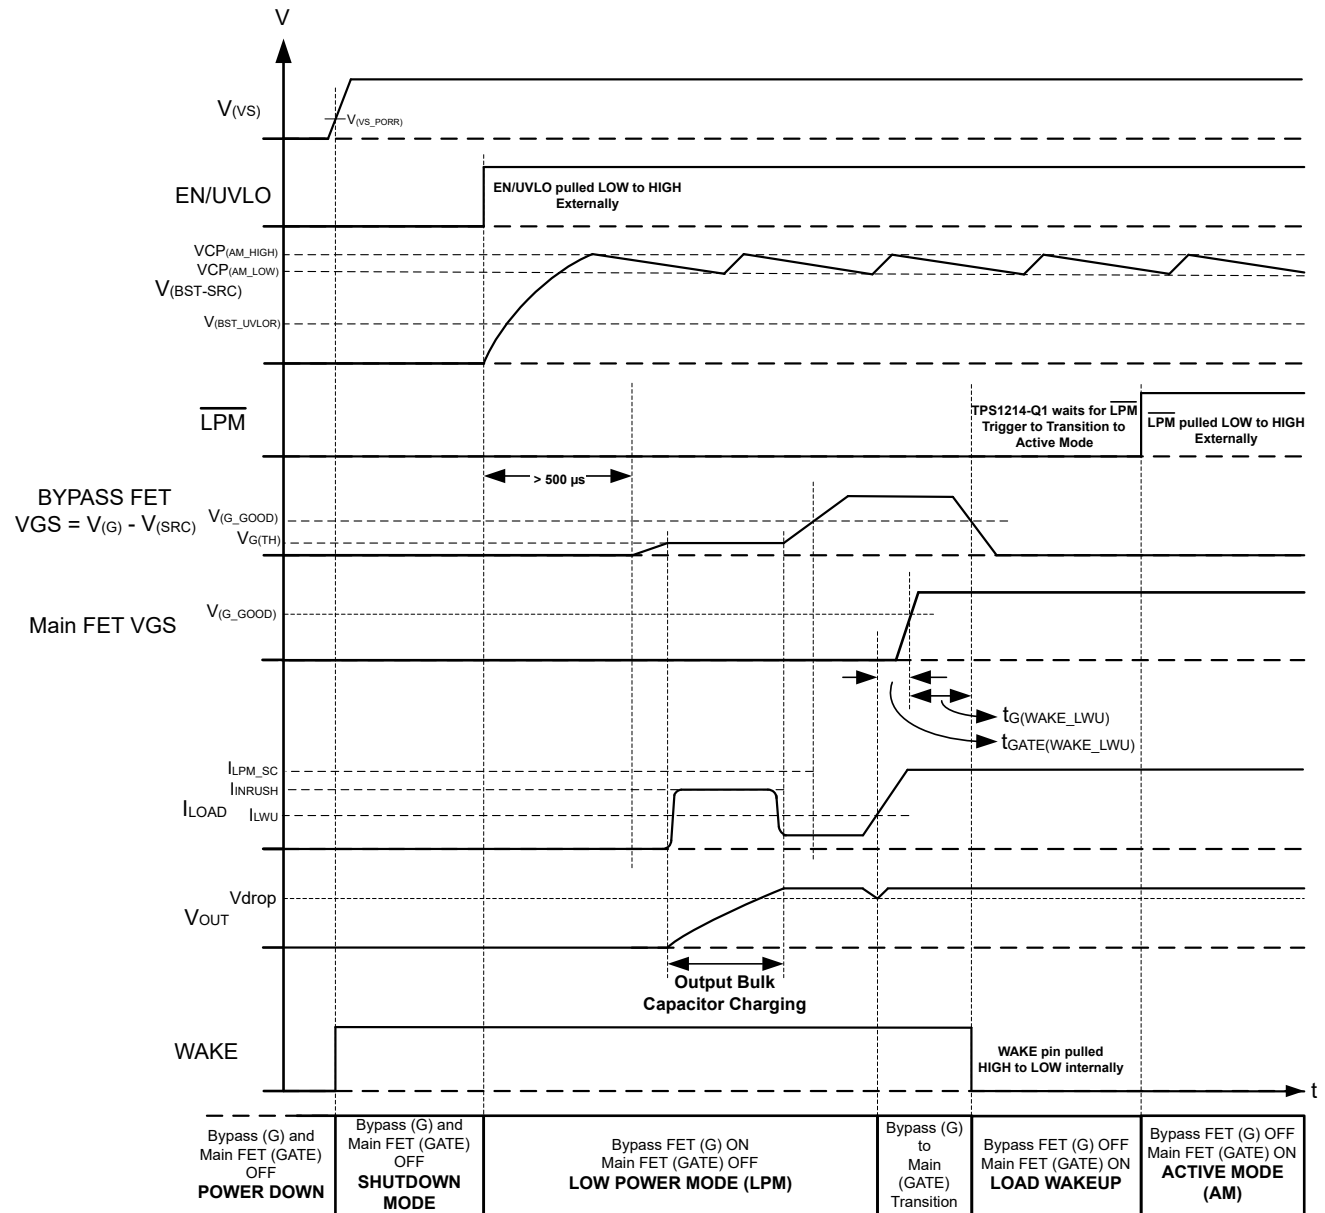 V
V(VS)
V(VS_PORR)
EN/UVLO
EN/UVLO pulled LOW to HIGH
Externally
VCP(AM_HIGH)
VCP(AM_LOW)
V(BST-SRC)
V(BST_UVLOR)
LPM
TPS1214-Q1 waits for LPM
Trigger to Transition to
Active Mode
LPM pulled LOW to HIGH
Externally
> 500 µs
BYPASS FET
VGS = V(G) - V(SRC)
V(G_GOOD)
VG(TH)
Main FET VGS
V(G_GOOD)
tG(WAKE_LWU)
tGATE(WAKE_LWU)
ILPM_SC
IINRUSH
ILOAD
ILWU
Vdrop
VOUT
Output Bulk
Capacitor Charging
WAKE
WAKE pin pulled
HIGH to LOW internally
t
Bypass (G) and
Main FET (GATE)
OFF
POWER DOWN
Bypass (G) and
Main FET (GATE)
OFF
SHUTDOWN
MODE
Bypass FET (G) ON
Main FET (GATE) OFF
LOW POWER MODE (LPM)
Bypass (G)
to
Main
(GATE)
Transition
Bypass FET (G) OFF
Main FET (GATE) ON
LOAD WAKEUP
Bypass FET (G) OFF
Main FET (GATE) ON
ACTIVE MODE
(AM)